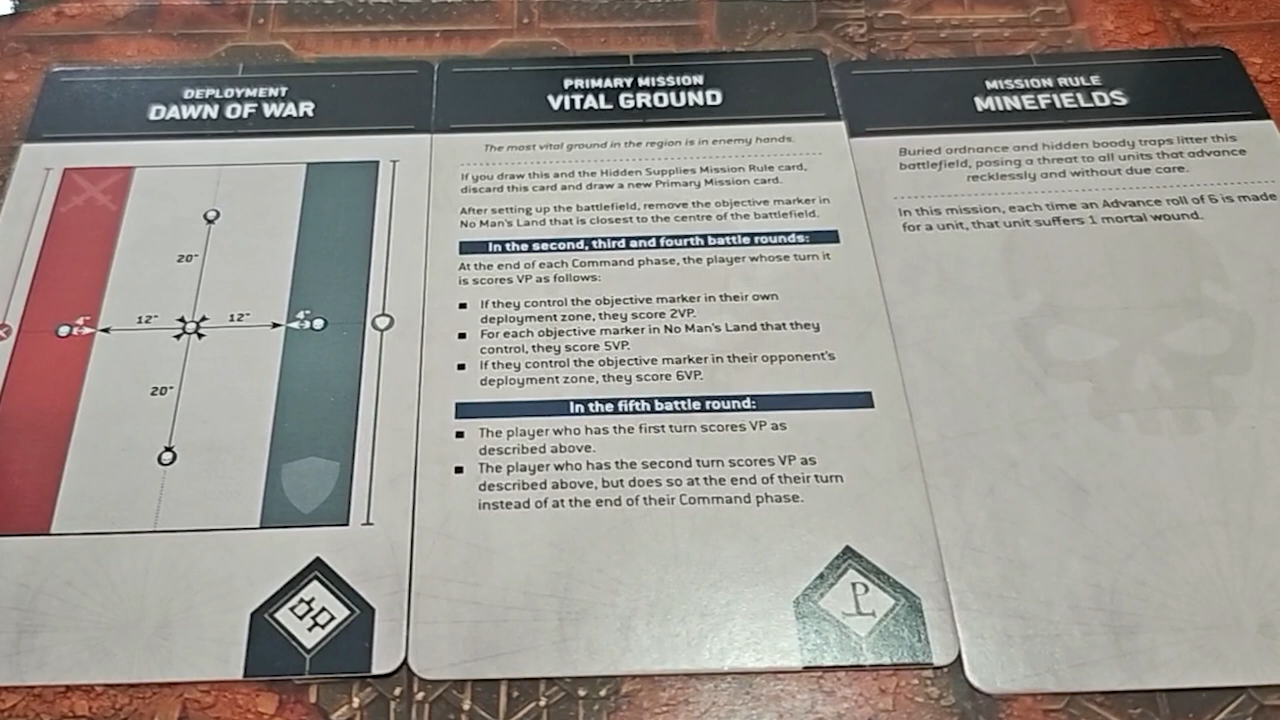 DEPLOYMENT
DAWN OF WAR
20"
4"
12"
12"
4"
20"
PRIMARY MISSION
VITAL GROUND
The most vital ground in the region is in enemy hands.
If you draw this and the Hidden Supplies Mission Rule card,
discard this card and draw a new Primary Mission card.
After setting up the battlefield, remove the objective marker in
No Man's Land that is closest to the centre of the battlefield.
In the second, third and fourth battle rounds:
At the end of each Command phase, the player whose turn it
is scores VP as follows:
▪ If they control the objective marker in their own
deployment zone, they score 2VP.
▪ For each objective marker in No Man's Land that they
control, they score 5VP.
▪ If they control the objective marker in their opponent's
deployment zone, they score 6VP.
In the fifth battle round:
▪ The player who has the first turn scores VP as
described above.
▪ The player who has the second turn scores VP as
described above, but does so at the end of their turn
instead of at the end of their Command phase.
MISSION RULE
MINEFIELDS
Buried ordnance and hidden booby traps litter this
battlefield, posing a threat to all units that advance
recklessly and without due care.
In this mission, each time an Advance roll of 6 is made
for a unit, that unit suffers 1 mortal wound.